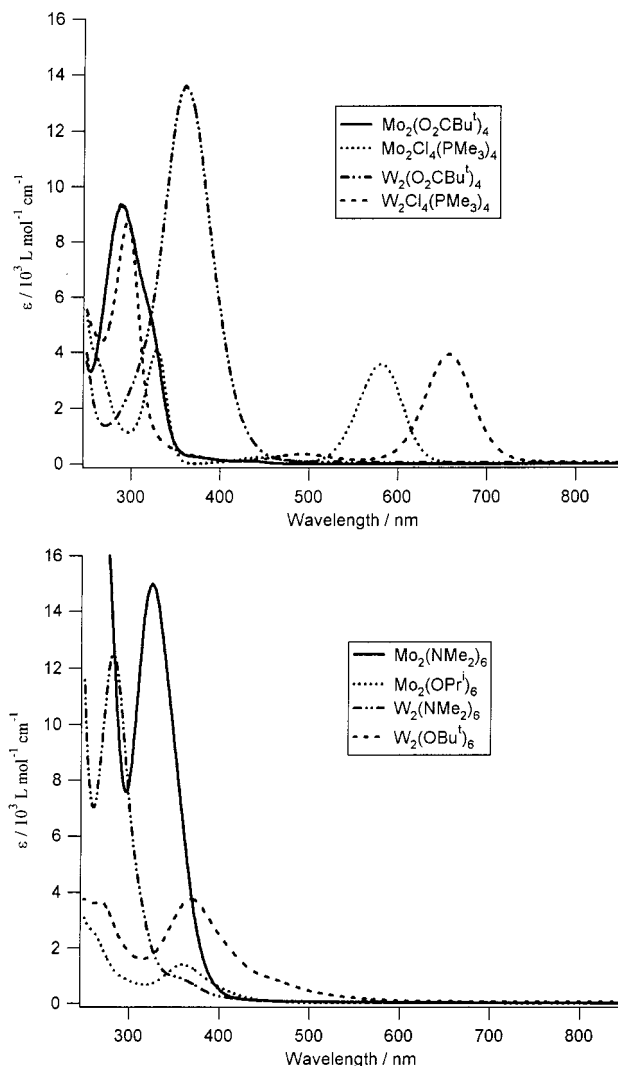 16
14
12
10
8
6
4
2
0
ε / 10³ L mol⁻¹ cm⁻¹
Mo₂(O₂CBuᵗ)₄
Mo₂Cl₄(PMe₃)₄
W₂(O₂CBuᵗ)₄
W₂Cl₄(PMe₃)₄
300 400 500 600 700 800
Wavelength / nm
16
14
12
10
8
6
4
2
0
ε / 10³ L mol⁻¹ cm⁻¹
Mo₂(NMe₂)₆
Mo₂(OPrⁱ)₆
W₂(NMe₂)₆
W₂(OBuᵗ)₆
300 400 500 600 700 800
Wavelength / nm